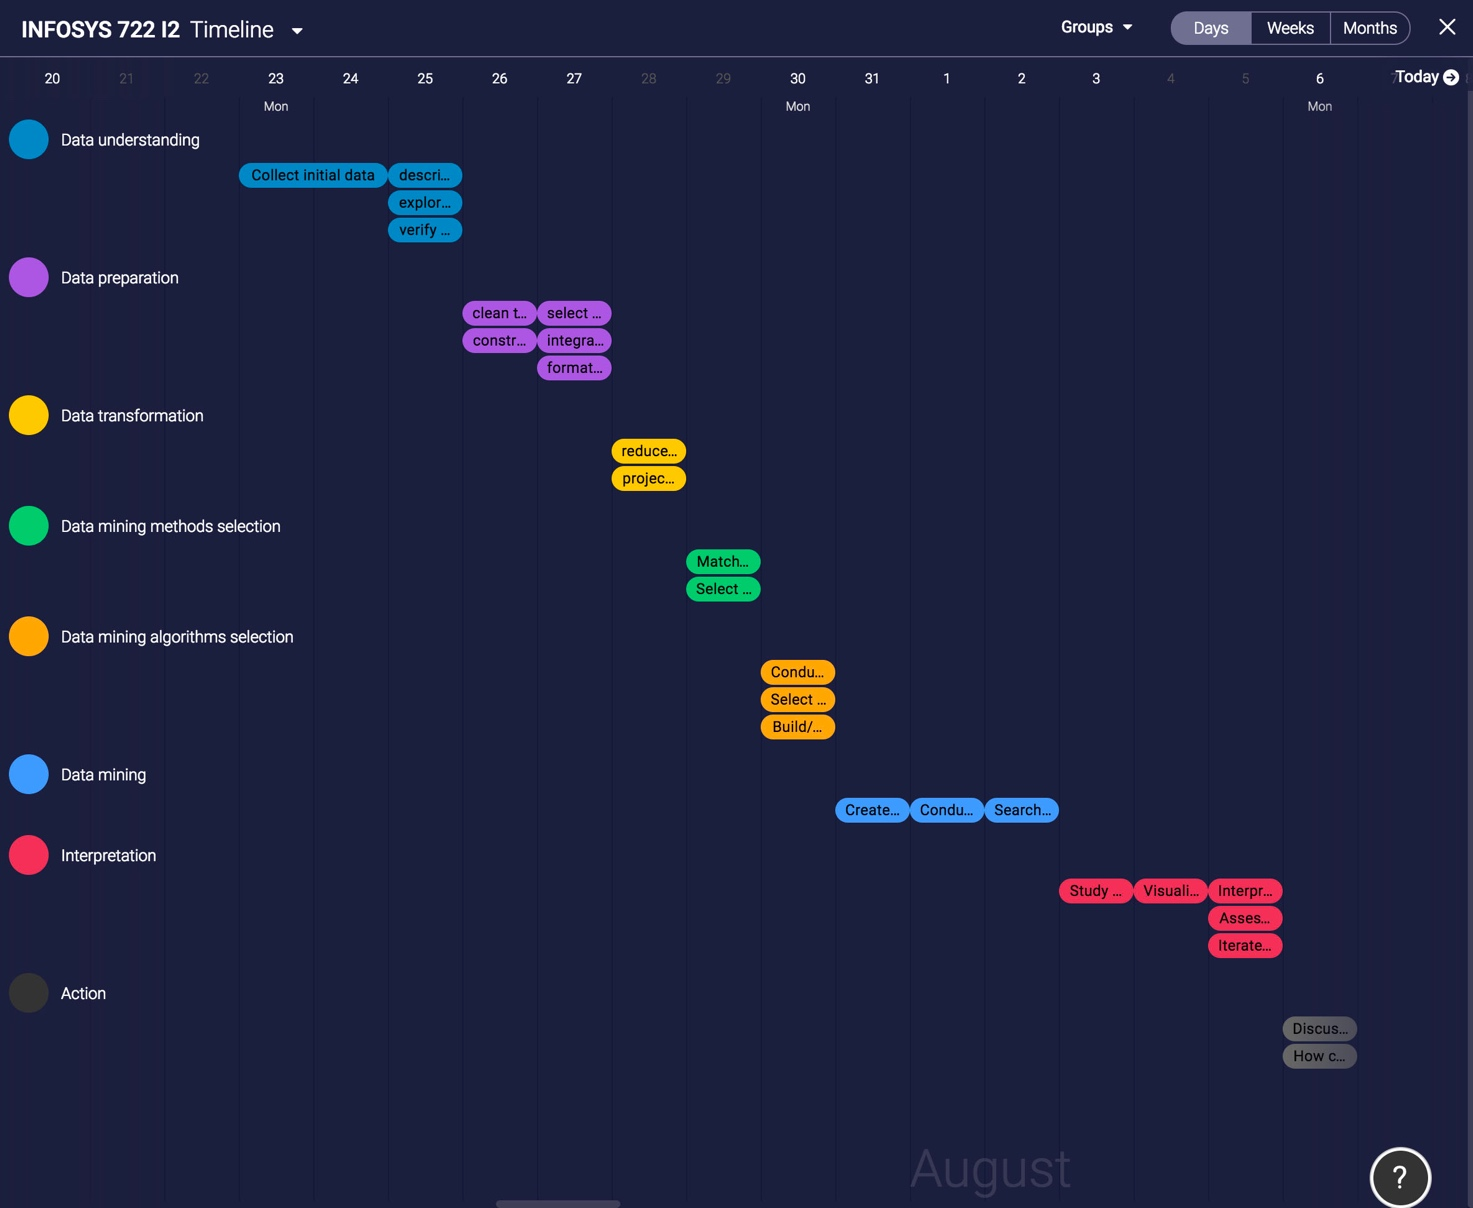 INFOSYS 722 I2 Timeline
Groups
Days Weeks Months
20 21 22 23 24 25 26 27 28 29 30 31 1 2 3 4 5 6 7 Today
Mon Mon Mon
Data understanding
Collect initial data descri...
explor...
verify ...
Data preparation
clean t... select ...
constr... integra...
format...
Data transformation
reduce...
projec...
Data mining methods selection
Match...
Select ...
Data mining algorithms selection
Condu...
Select ...
Build/...
Data mining
Create... Condu... Search...
Interpretation
Study ... Visuali... Interpr...
Asses...
Iterate...
Action
Discus...
How c...
August
?